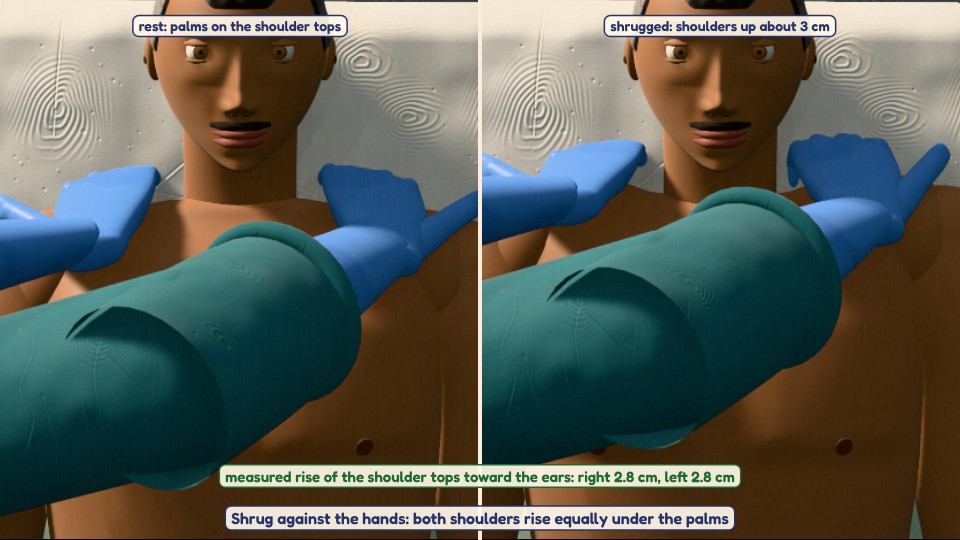 rest: palms on the shoulder tops
shrugged: shoulders up about 3 cm
measured rise of the shoulder tops toward the ears: right 2.8 cm, left 2.8 cm
Shrug against the hands: both shoulders rise equally under the palms